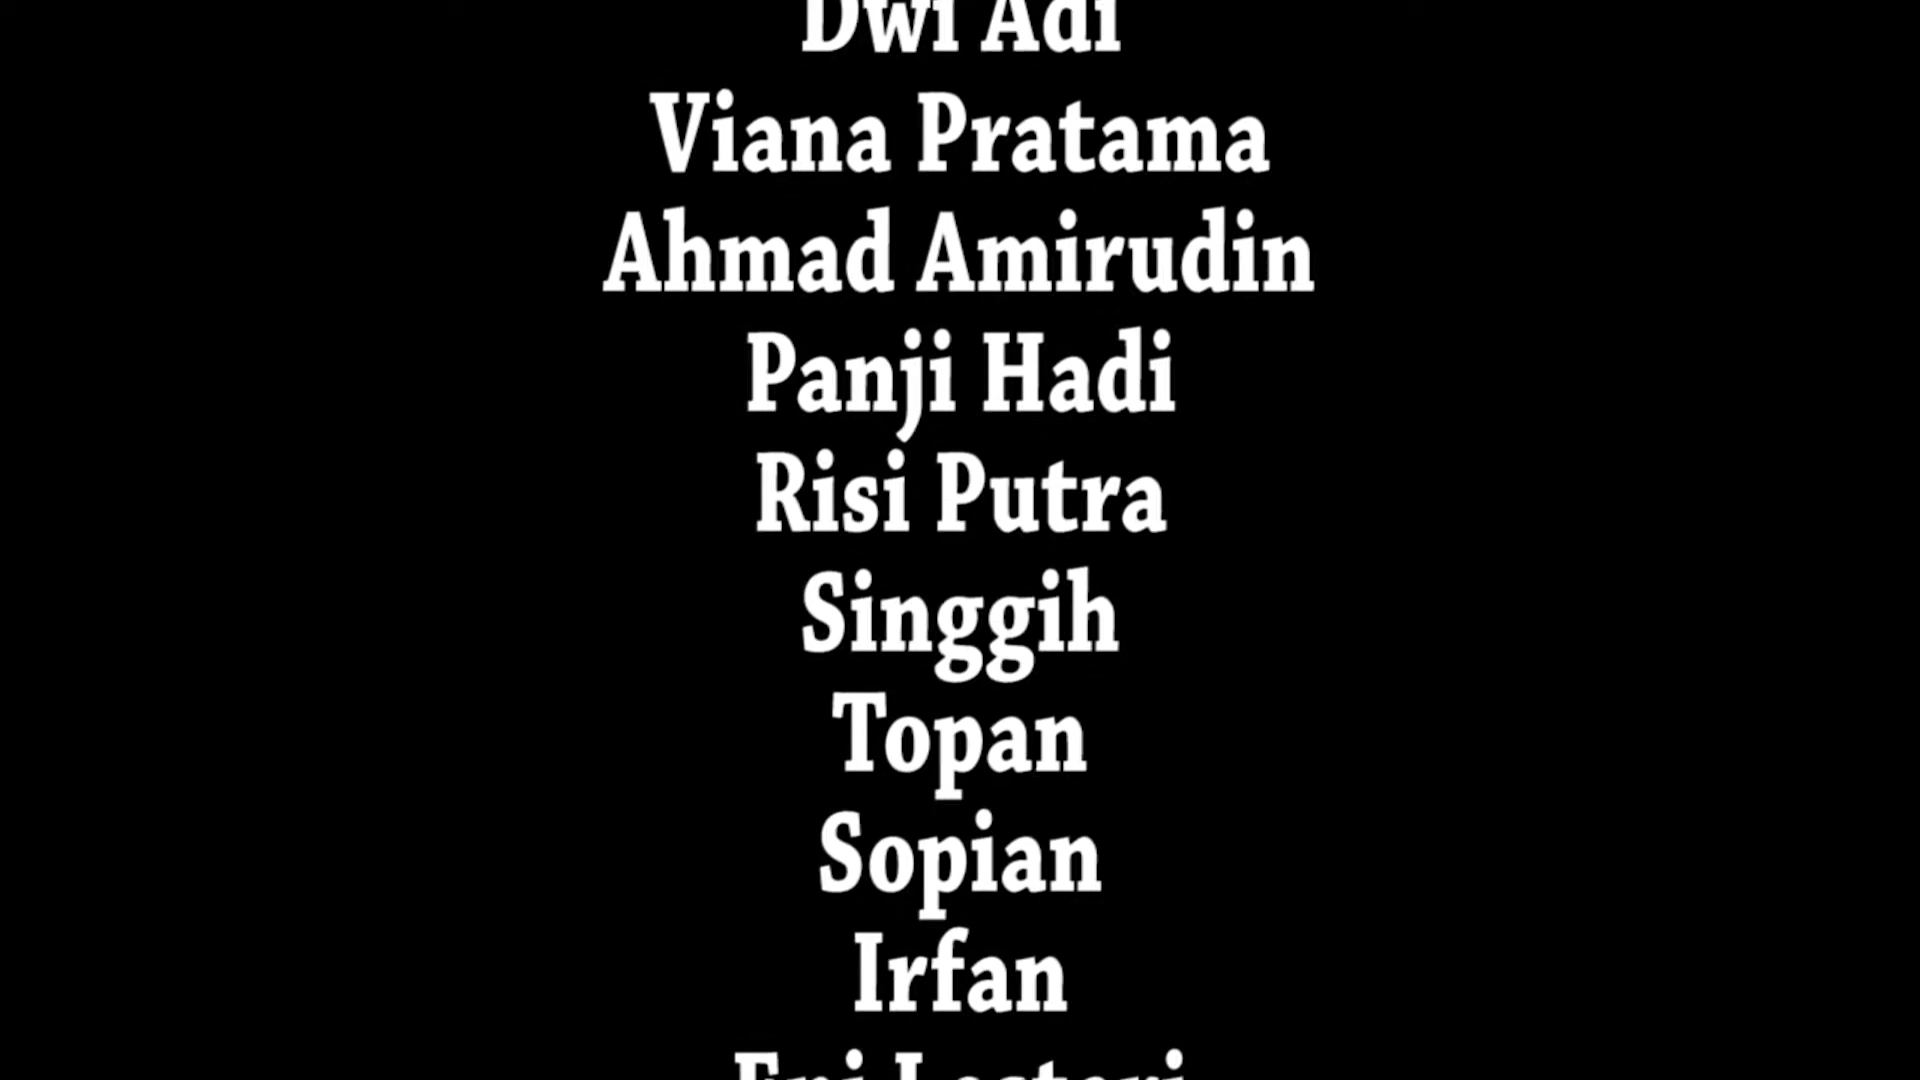 Dwi Adi
Viana Pratama
Ahmad Amirudin
Panji Hadi
Risi Putra
Singgih
Topan
Sopian
Irfan